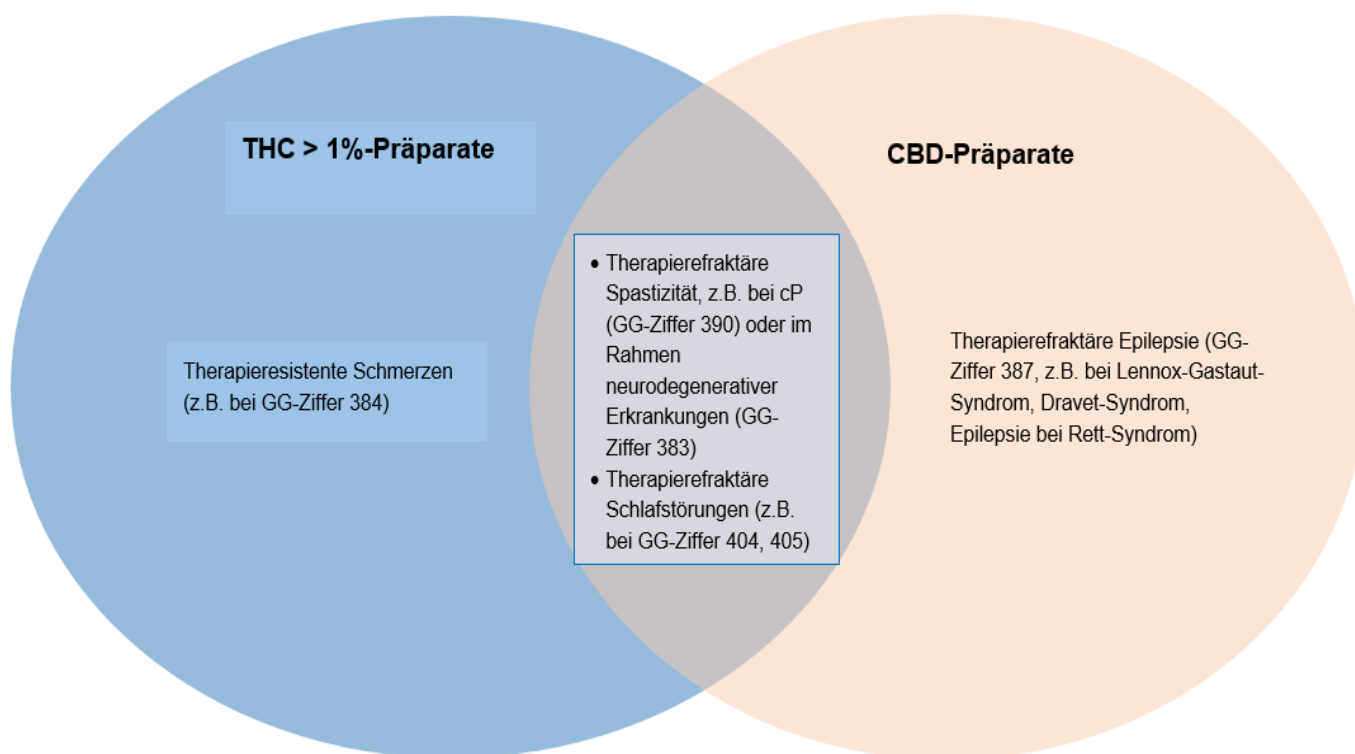 THC > 1%-Präparate
CBD-Präparate
Therapieresistente Schmerzen
(z.B. bei GG-Ziffer 384)
• Therapierefraktäre
Spastizität, z.B. bei cP
(GG-Ziffer 390) oder im
Rahmen
neurodegenerativer
Erkrankungen (GG-
Ziffer 383)
• Therapierefraktäre
Schlafstörungen (z.B.
bei GG-Ziffer 404, 405)
Therapierefraktäre Epilepsie (GG-
Ziffer 387, z.B. bei Lennox-Gastaut-
Syndrom, Dravet-Syndrom,
Epilepsie bei Rett-Syndrom)